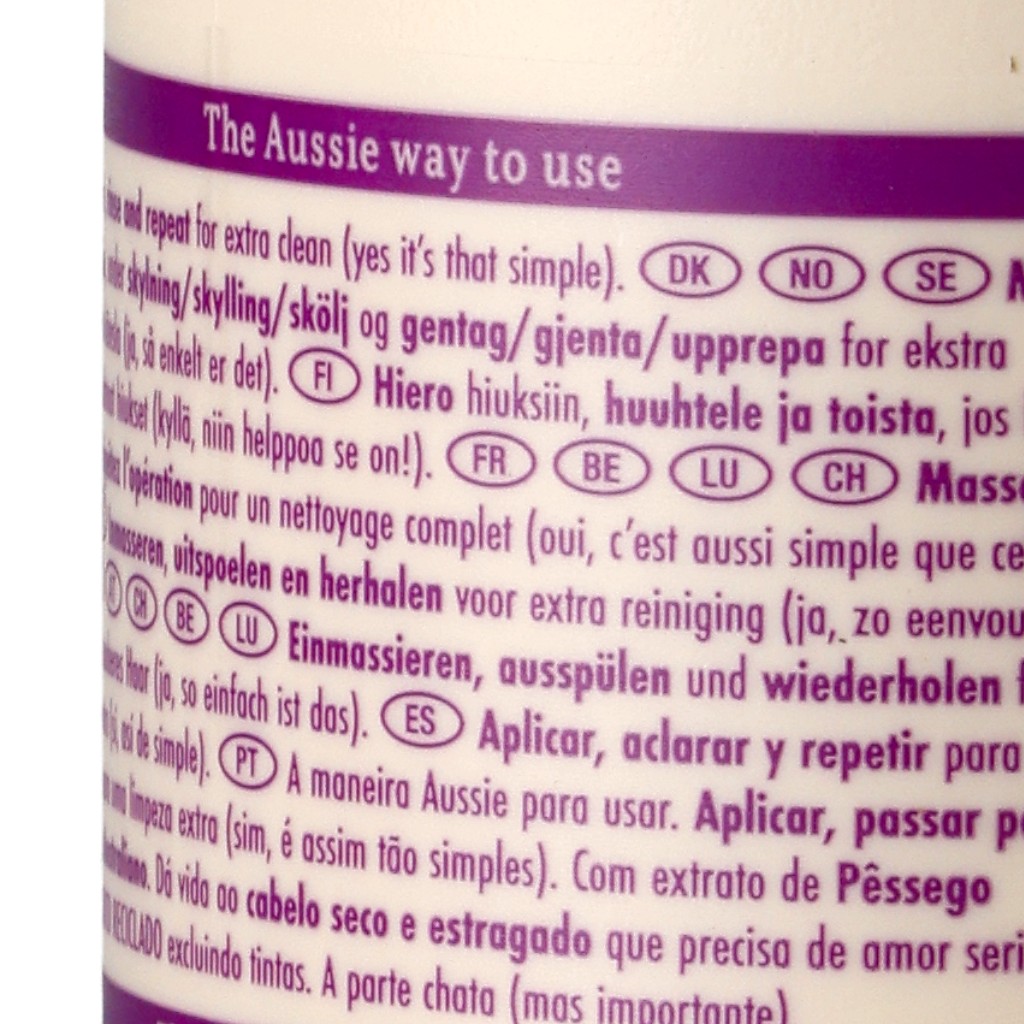 The Aussie way to use
rinse and repeat for extra clean (yes it's that simple). DK NO SE
skylning/skylling/skölj og gentag/gjenta/upprepa for ekstra
(ja, så enkelt er det). FI Hiero hiuksiin, huuhtele ja toista, jos
hiukset (kyllä, niin helppoa se on!). FR BE LU CH
l'opération pour un nettoyage complet (oui, c'est aussi simple que
uitspoelen en herhalen voor extra reiniging (ja, zo
CH BE LU Einmassieren, ausspülen und wiederholen
Haar (ja, so einfach ist das). ES Aplicar, aclarar y repetir para
así de simple). PT A maneira Aussie para usar. Aplicar, passar
uma limpeza extra (sim, é assim tão simples). Com extrato de Pêssego
Dá vida ao cabelo seco e estragado que precisa de amor
RECICLADO excluindo tintas. A parte chata (mas importante)